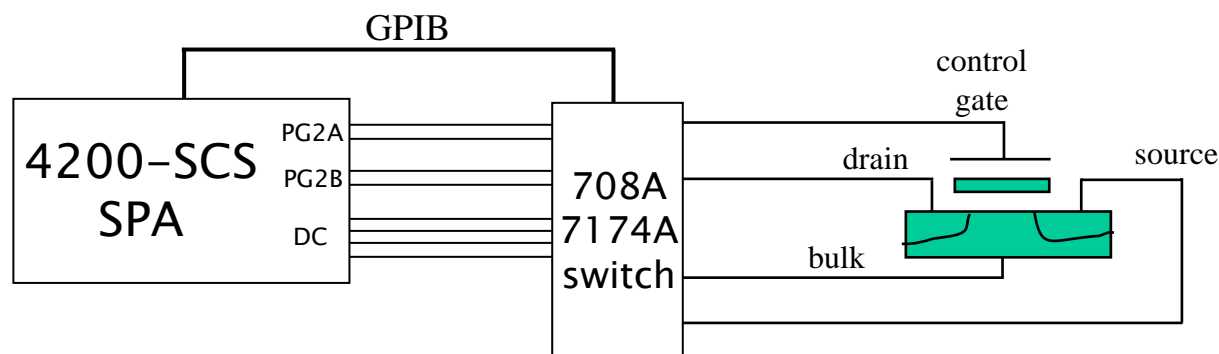 GPIB
4200-SCS
SPA
PG2A
PG2B
DC
708A
7174A
switch
control
gate
drain
source
bulk